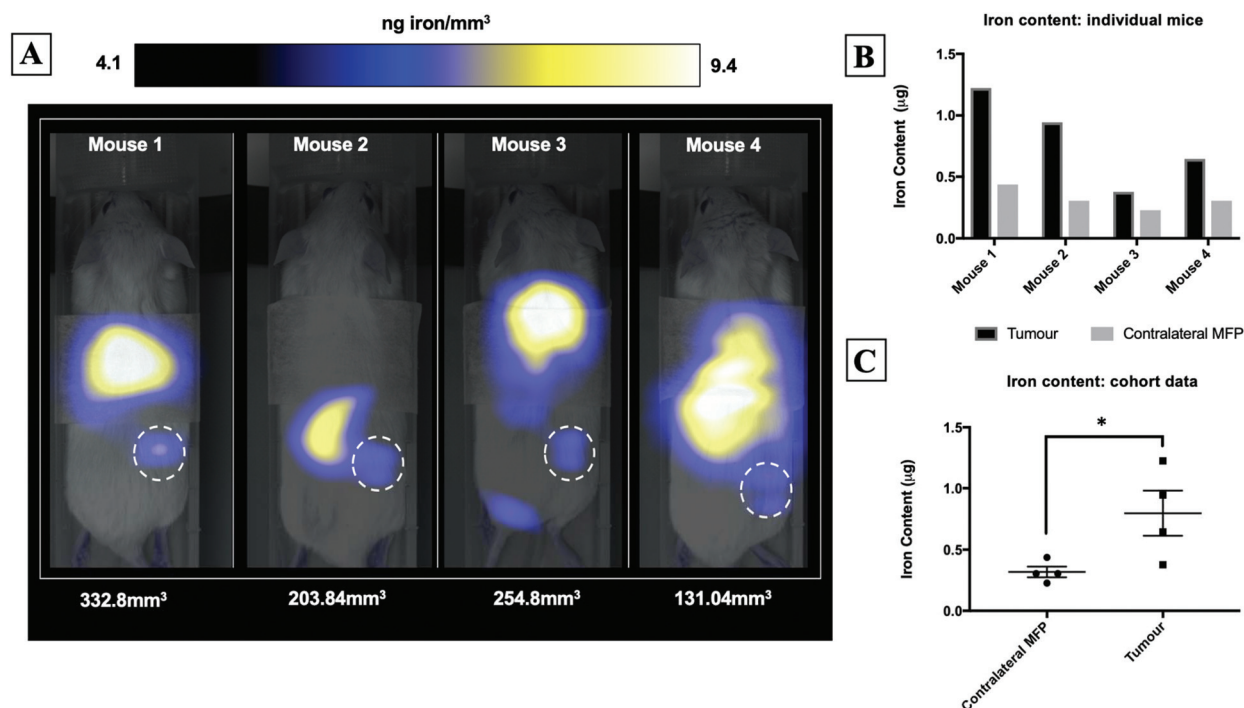 A
ng iron/mm³
4.1
9.4
Mouse 1
Mouse 2
Mouse 3
Mouse 4
332.8mm³
203.84mm³
254.8mm³
131.04mm³
B
Iron content: individual mice
Iron Content (μg)
1.5
1.0
0.5
0.0
Mouse 1
Mouse 2
Mouse 3
Mouse 4
Tumour
Contralateral MFP
C
Iron content: cohort data
Iron Content (μg)
1.5
1.0
0.5
0.0
*
Contralateral MFP
Tumour